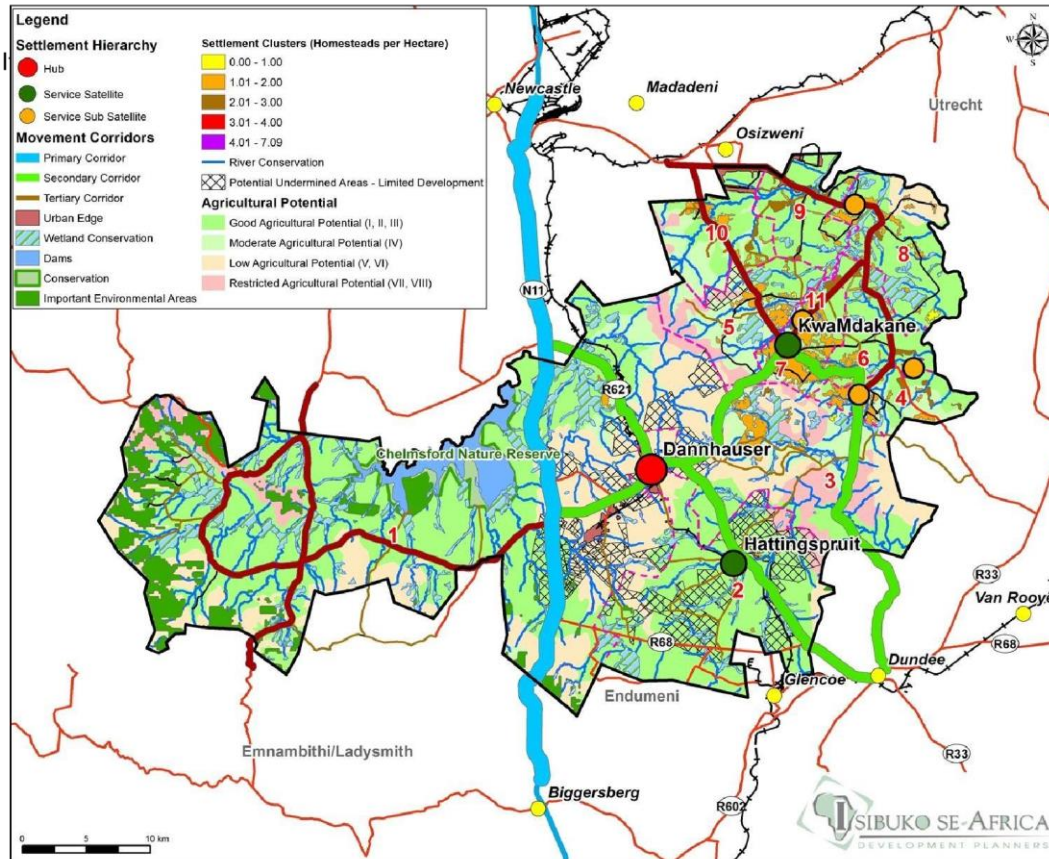 Legend
Settlement Hierarchy
Hub
Service Satellite
Service Sub Satellite
Movement Corridors
Primary Corridor
Secondary Corridor
Tertiary Corridor
Urban Edge
Wetland Conservation
Dams
Conservation
Important Environmental Areas
Settlement Clusters (Homesteads per Hectare)
0.00 - 1.00
1.01 - 2.00
2.01 - 3.00
3.01 - 4.00
4.01 - 7.09
River Conservation
Potential Undermined Areas - Limited Development
Agricultural Potential
Good Agricultural Potential (I, II, III)
Moderate Agricultural Potential (IV)
Low Agricultural Potential (V, VI)
Restricted Agricultural Potential (VII, VIII)
N
W E
S
Newcastle
Madadeni
Utrecht
Osizweni
9
10
8
N11
11
5
KwaMdakane
6
7
R621
4
Dannhauser
Chelmsford Nature Reserve
3
1
Hattingspruit
2
R33
Van Rooye
R68
R68
Dundee
Glencoe
Endumeni
Emnambithi/Ladysmith
R33
Biggersberg
R602
0 5 10 km
ISIBUKO SE-AFRICA
DEVELOPMENT PLANNERS